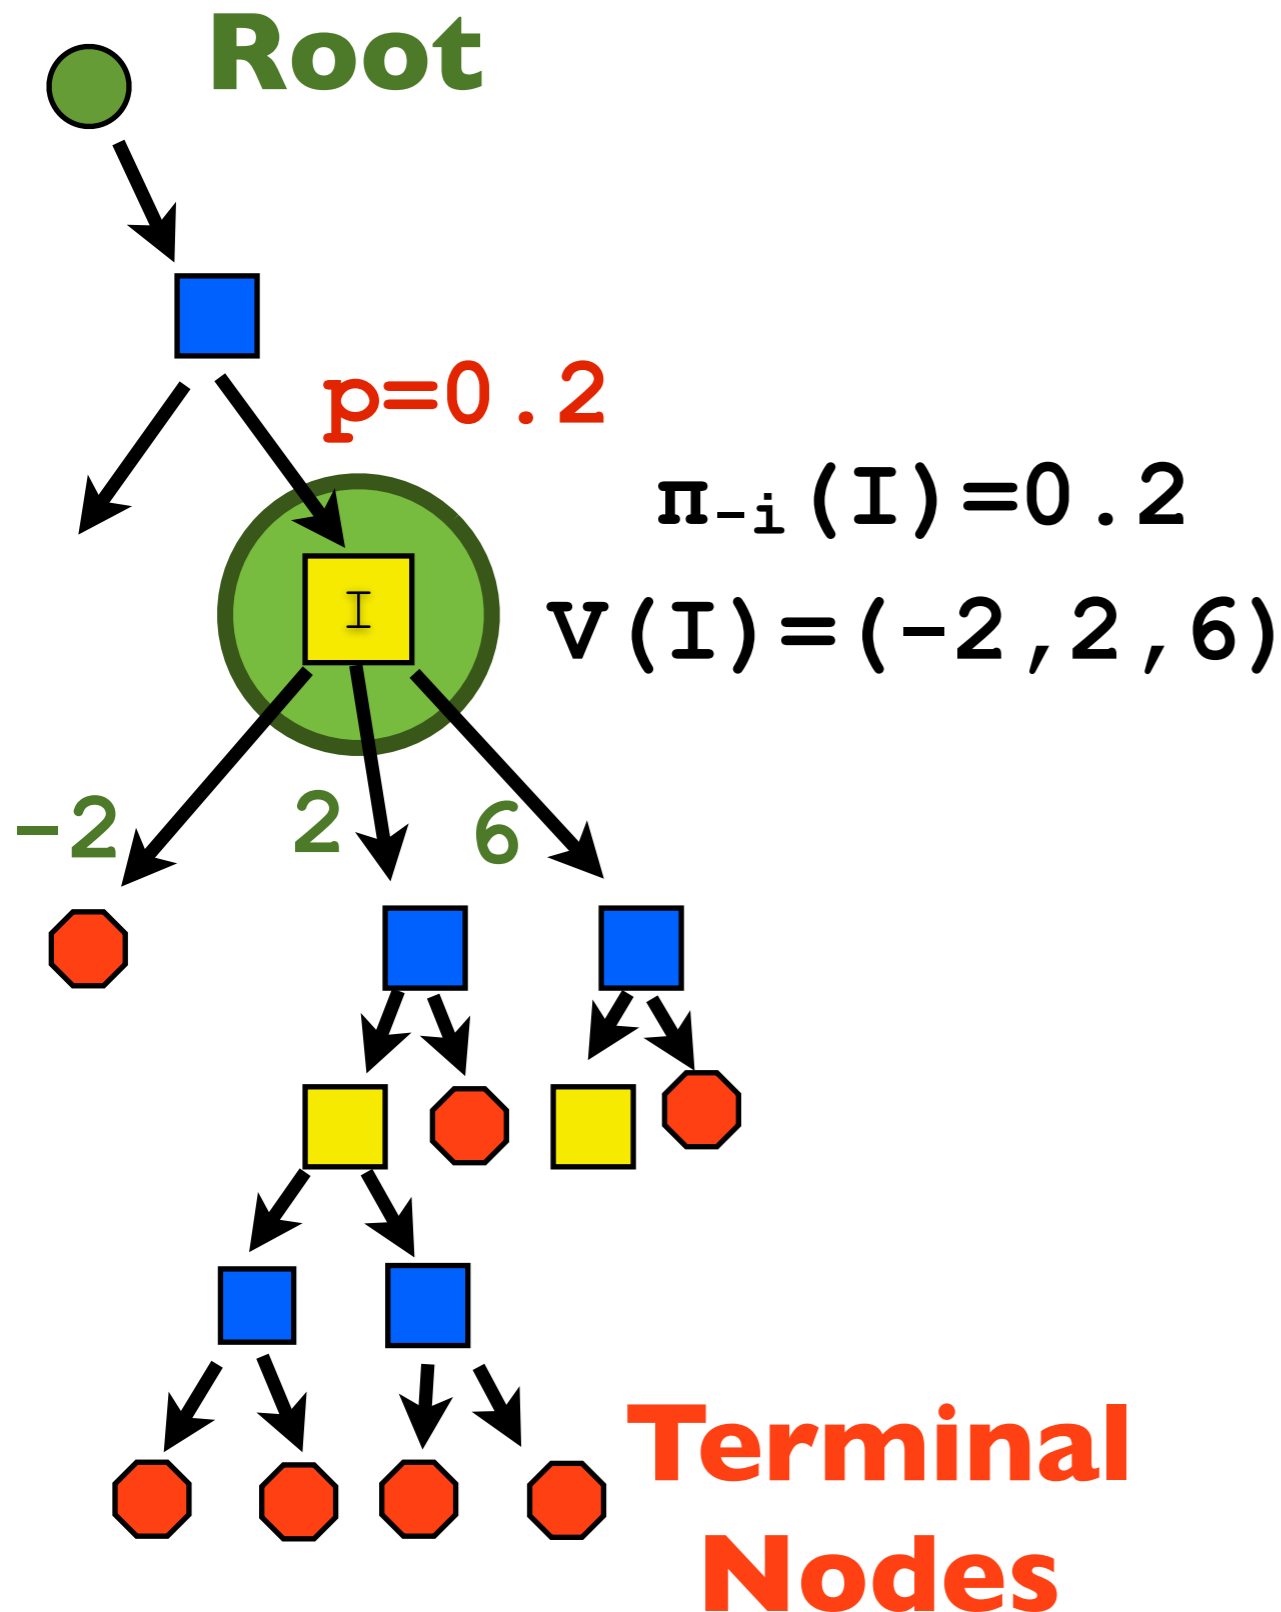 Root
p=0.2
π₋ᵢ(I)=0.2
I
V(I)=(-2,2,6)
-2
2
6
Terminal
Nodes